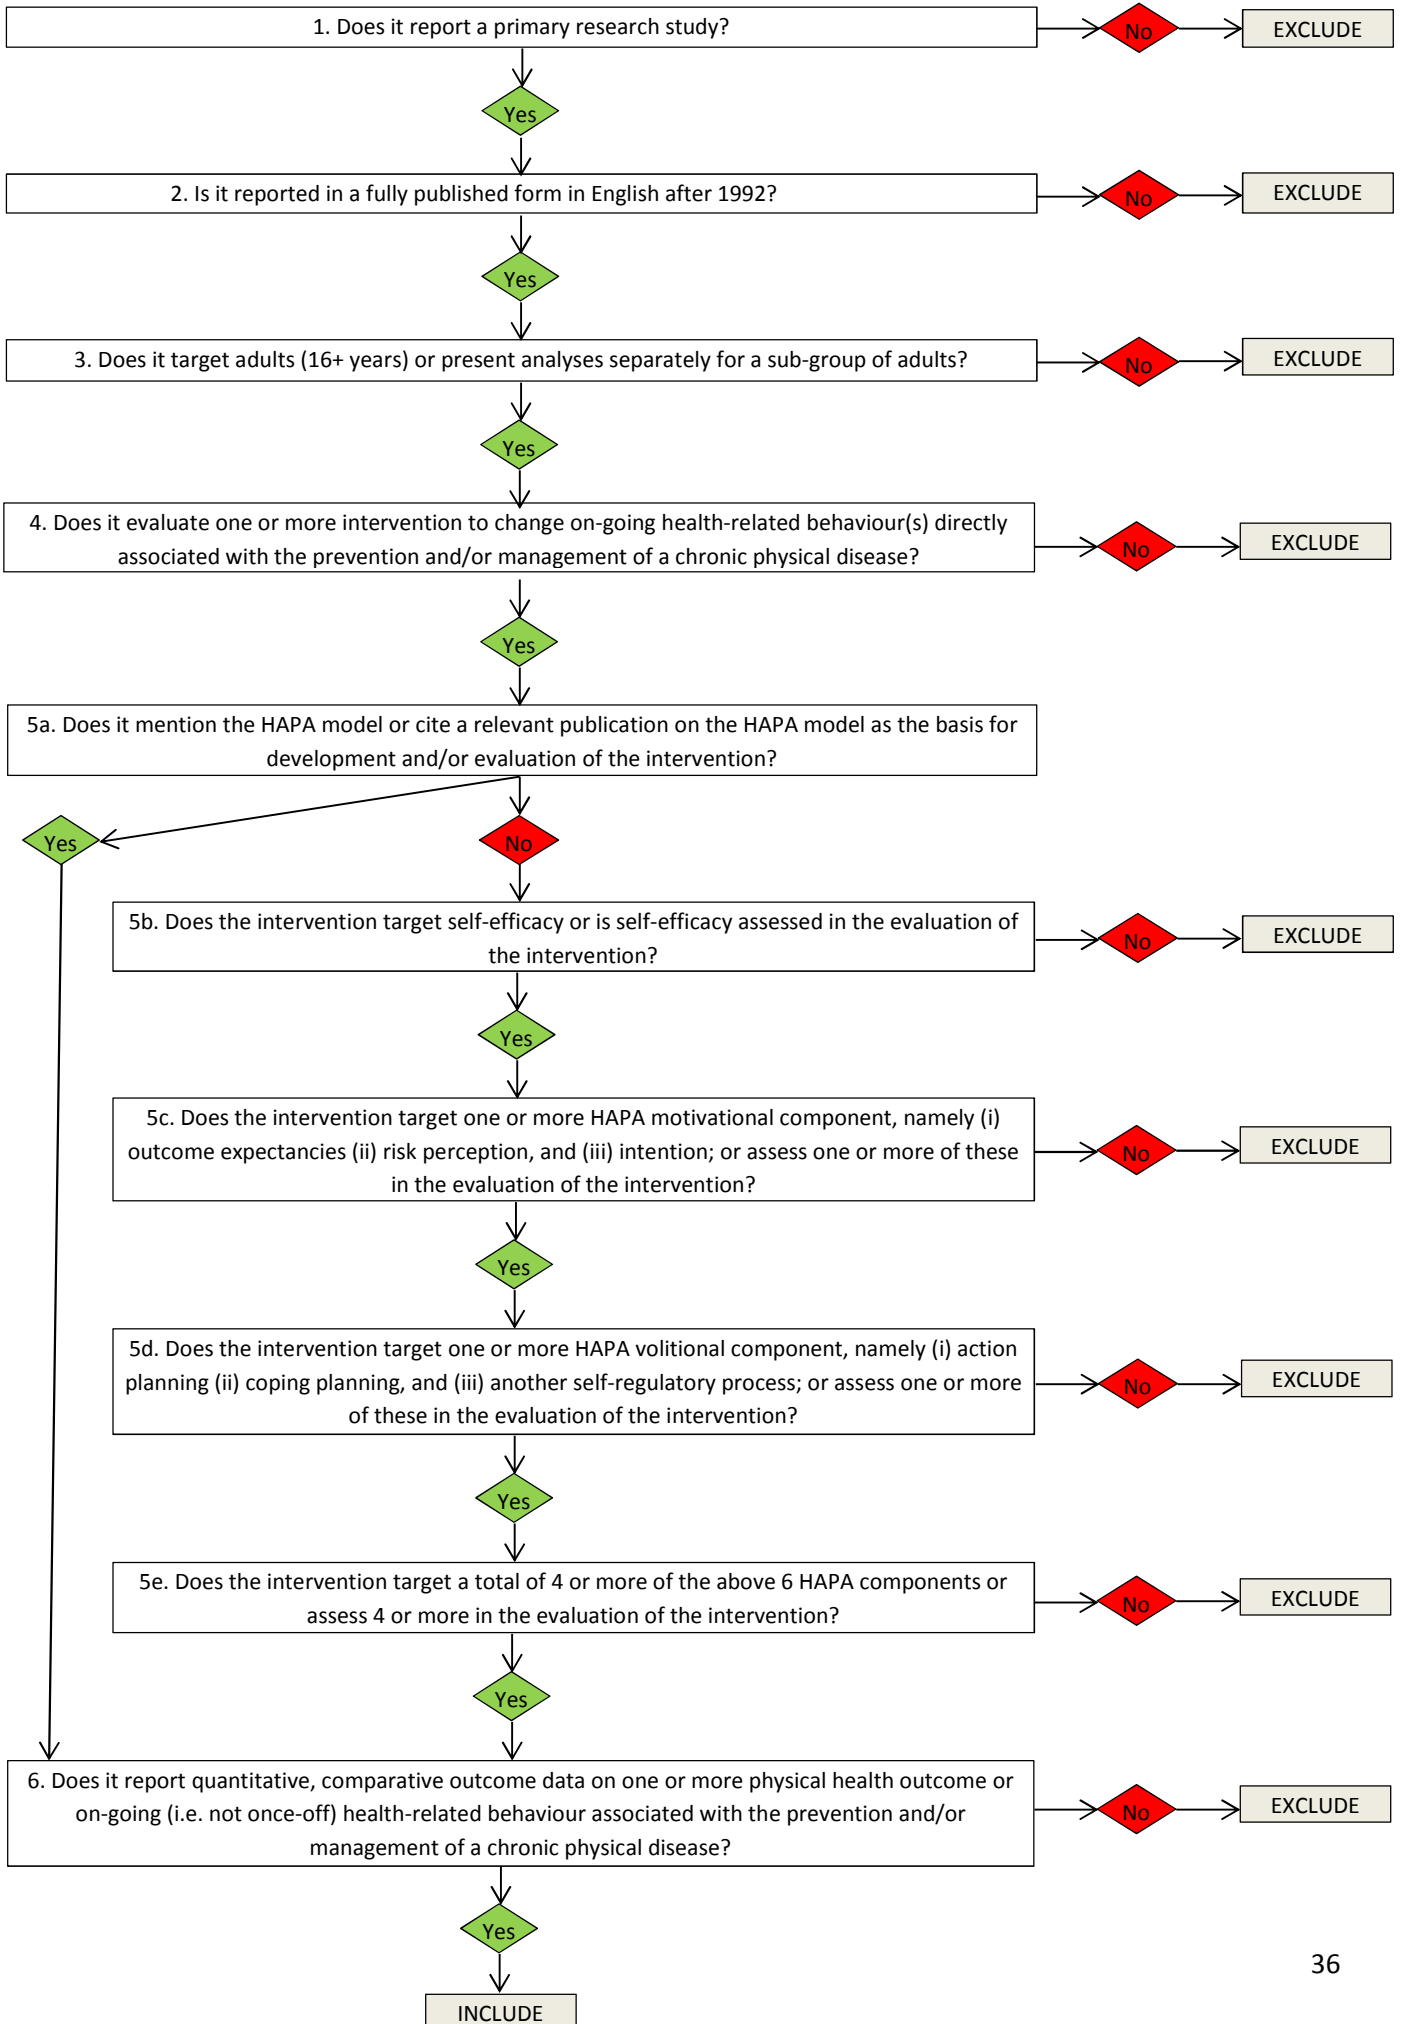 1. Does it report a primary research study?
No
EXCLUDE
Yes
2. Is it reported in a fully published form in English after 1992?
No
EXCLUDE
Yes
3. Does it target adults (16+ years) or present analyses separately for a sub-group of adults?
No
EXCLUDE
Yes
4. Does it evaluate one or more intervention to change on-going health-related behaviour(s) directly
associated with the prevention and/or management of a chronic physical disease?
No
EXCLUDE
Yes
5a. Does it mention the HAPA model or cite a relevant publication on the HAPA model as the basis for
development and/or evaluation of the intervention?
Yes
No
5b. Does the intervention target self-efficacy or is self-efficacy assessed in the evaluation of
the intervention?
No
EXCLUDE
Yes
5c. Does the intervention target one or more HAPA motivational component, namely (i)
outcome expectancies (ii) risk perception, and (iii) intention; or assess one or more of these
in the evaluation of the intervention?
No
EXCLUDE
Yes
5d. Does the intervention target one or more HAPA volitional component, namely (i) action
planning (ii) coping planning, and (iii) another self-regulatory process; or assess one or more
of these in the evaluation of the intervention?
No
EXCLUDE
Yes
5e. Does the intervention target a total of 4 or more of the above 6 HAPA components or
assess 4 or more in the evaluation of the intervention?
No
EXCLUDE
Yes
6. Does it report quantitative, comparative outcome data on one or more physical health outcome or
on-going (i.e. not once-off) health-related behaviour associated with the prevention and/or
management of a chronic physical disease?
No
EXCLUDE
Yes
36
INCLUDE